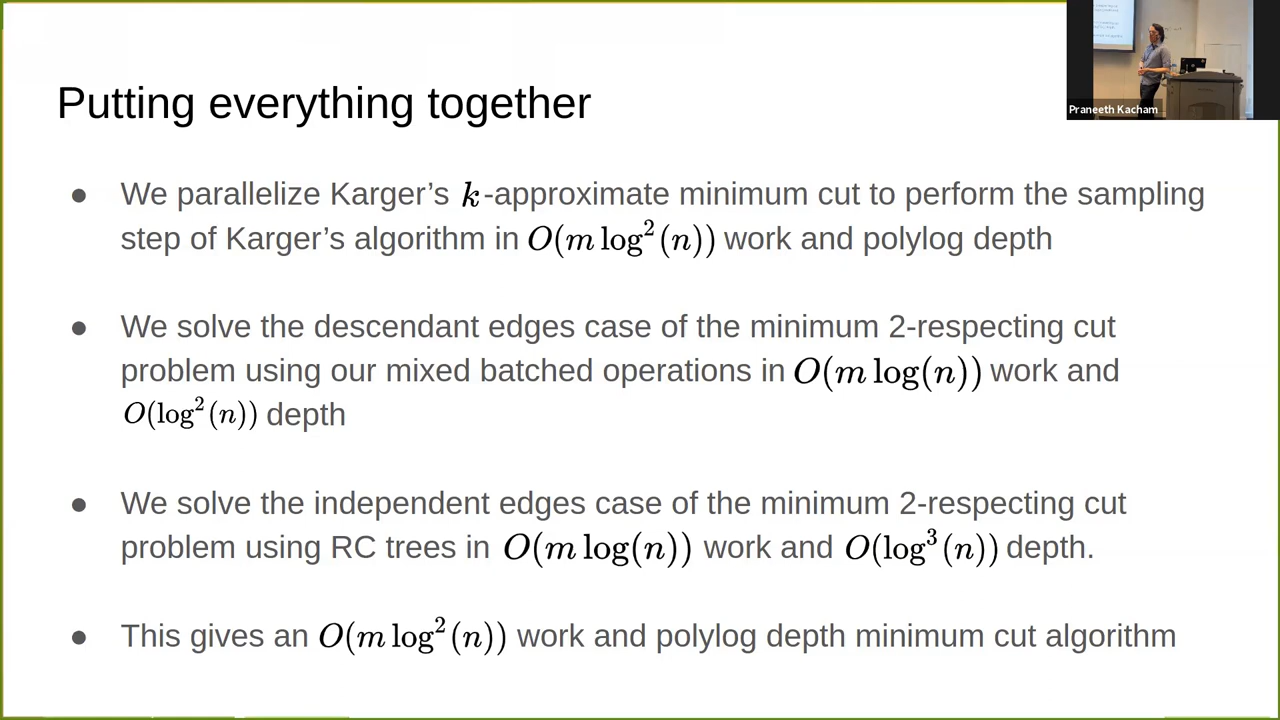 Putting everything together
Praneeth Kacham
● We parallelize Karger’s k-approximate minimum cut to perform the sampling
step of Karger’s algorithm in O(m log²(n)) work and polylog depth
● We solve the descendant edges case of the minimum 2-respecting cut
problem using our mixed batched operations in O(m log(n)) work and
O(log²(n)) depth
● We solve the independent edges case of the minimum 2-respecting cut
problem using RC trees in O(m log(n)) work and O(log³(n)) depth.
● This gives an O(m log²(n)) work and polylog depth minimum cut algorithm